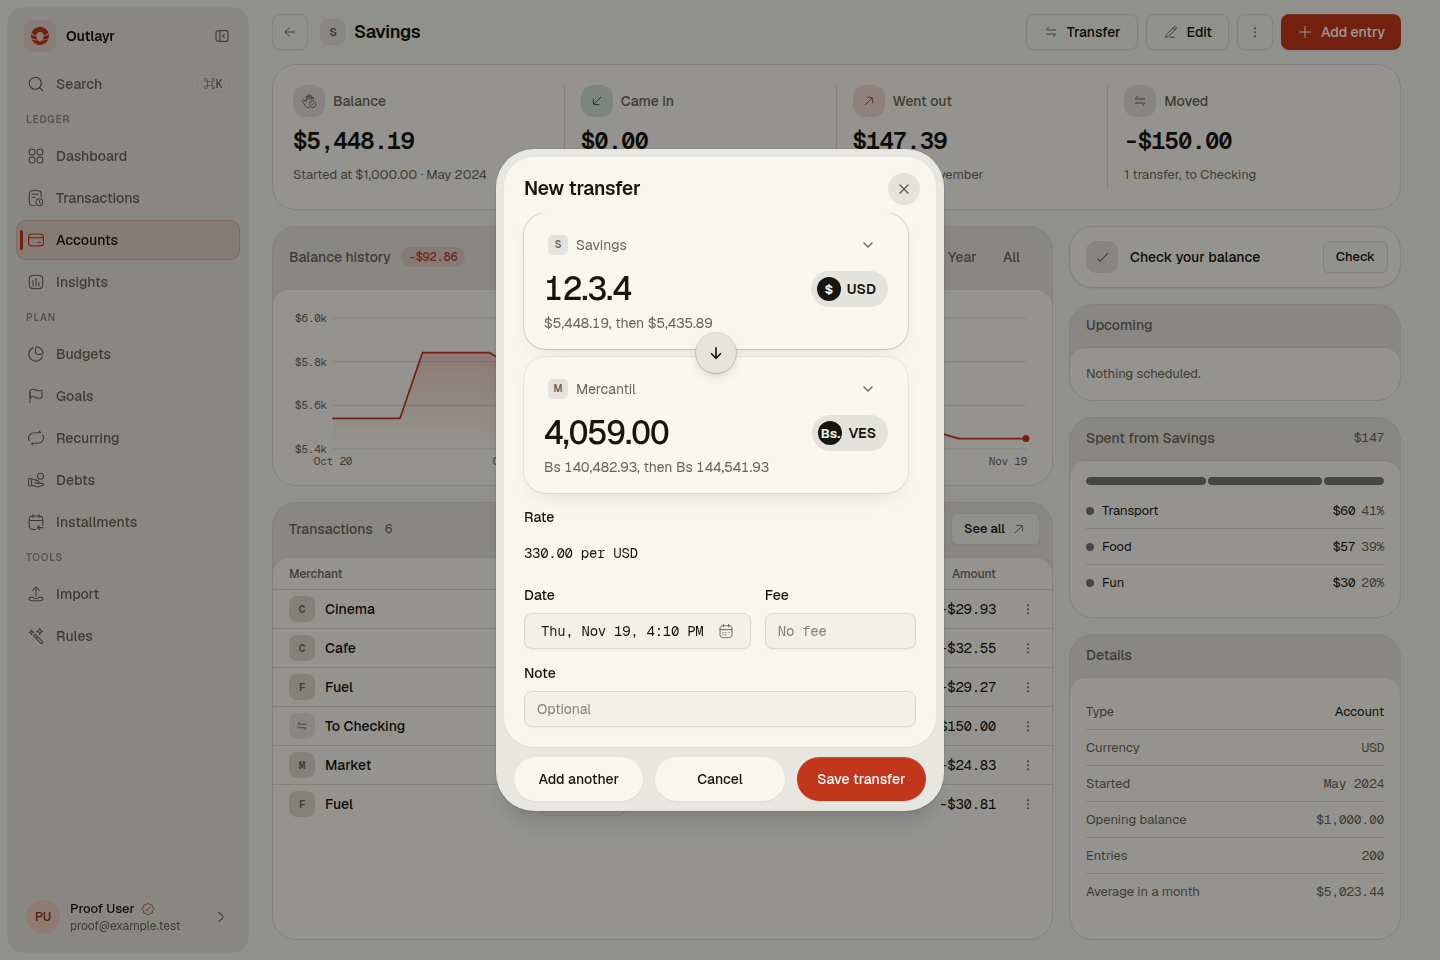 Outlayr
Search
⌘K
LEDGER
Dashboard
Transactions
Accounts
Insights
PLAN
Budgets
Goals
Recurring
Debts
Installments
TOOLS
Import
Rules
PU
Proof User
proof@example.test
S
Savings
Transfer
Edit
Add entry
Balance
$5,448.19
Started at $1,000.00 · May 2024
Came in
$0.00
Went out
$147.39
Moved
-$150.00
1 transfer, to Checking
Balance history
-$92.86
Year
All
$6.0k
$5.8k
$5.6k
$5.4k
Oct 20
Nov 19
Transactions 6
See all
Merchant
Amount
C
Cinema
-$29.93
C
Cafe
-$32.55
F
Fuel
-$29.27
To Checking
$150.00
M
Market
-$24.83
F
Fuel
-$30.81
Check your balance
Check
Upcoming
Nothing scheduled.
Spent from Savings
$147
Transport
$60 41%
Food
$57 39%
Fun
$30 20%
Details
Type
Account
Currency
USD
Started
May 2024
Opening balance
$1,000.00
Entries
200
Average in a month
$5,023.44
New transfer
S
Savings
12.3.4
$
USD
$5,448.19, then $5,435.89
M
Mercantil
4,059.00
Bs.
VES
Bs 140,482.93, then Bs 144,541.93
Rate
330.00 per USD
Date
Thu, Nov 19, 4:10 PM
Fee
No fee
Note
Optional
Add another
Cancel
Save transfer